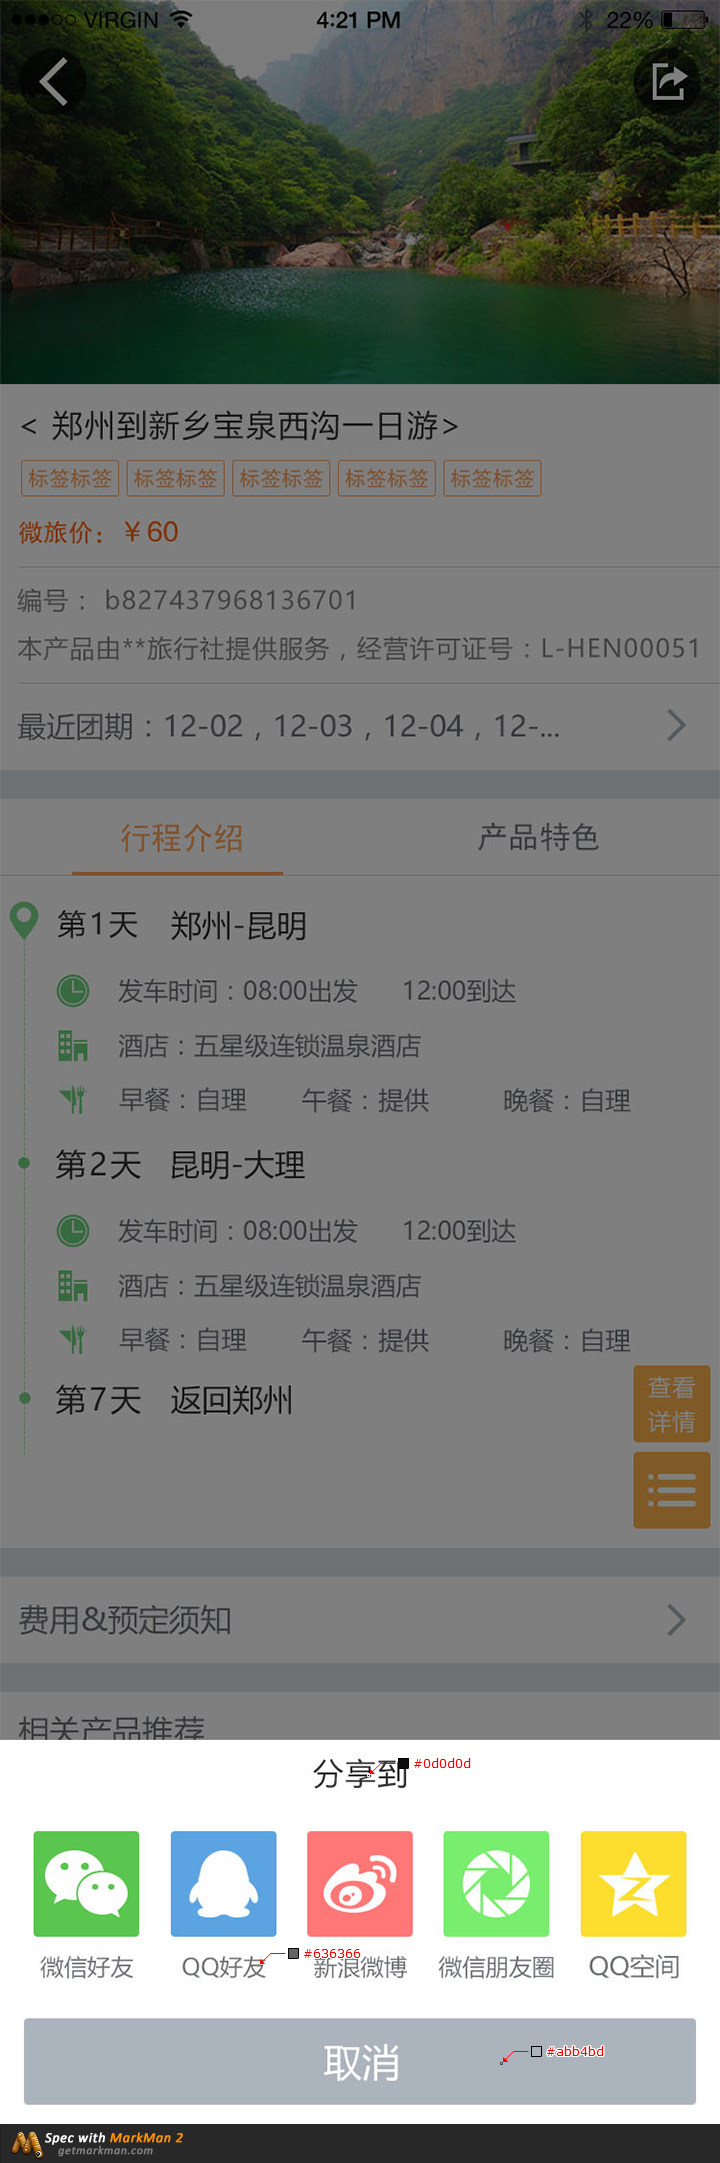 VIRGIN 4:21 PM 22%
< 郑州到新乡宝泉西沟一日游>
标签标签 标签标签 标签标签 标签标签 标签标签
微旅价：￥60
编号：b827437968136701
本产品由**旅行社提供服务，经营许可证号：L-HEN00051
最近团期：12-02，12-03，12-04，12-...
行程介绍 产品特色
第1天 郑州-昆明
发车时间：08:00出发 12:00到达
酒店：五星级连锁温泉酒店
早餐：自理 午餐：提供 晚餐：自理
第2天 昆明-大理
发车时间：08:00出发 12:00到达
酒店：五星级连锁温泉酒店
早餐：自理 午餐：提供 晚餐：自理
第7天 返回郑州
查看
详情
费用&预定须知
相关产品推荐
分享到 #0d0d0d
#636366
微信好友 QQ好友 新浪微博 微信朋友圈 QQ空间
取消 #abb4bd
Spec with MarkMan 2
getmarkman.com